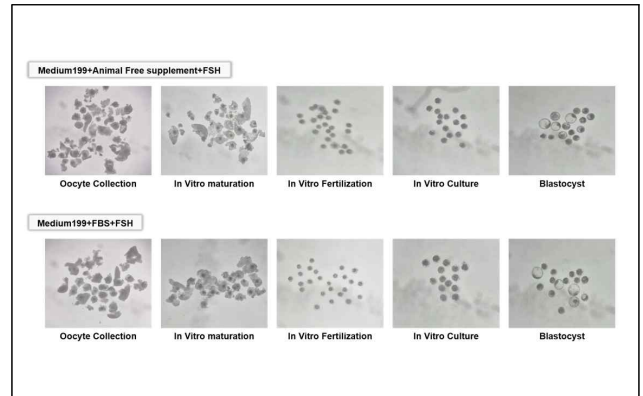 Medium199+Animal Free supplement+FSH
Oocyte Collection
In Vitro maturation
In Vitro Fertilization
In Vitro Culture
Blastocyst
Medium199+FBS+FSH
Oocyte Collection
In Vitro maturation
In Vitro Fertilization
In Vitro Culture
Blastocyst